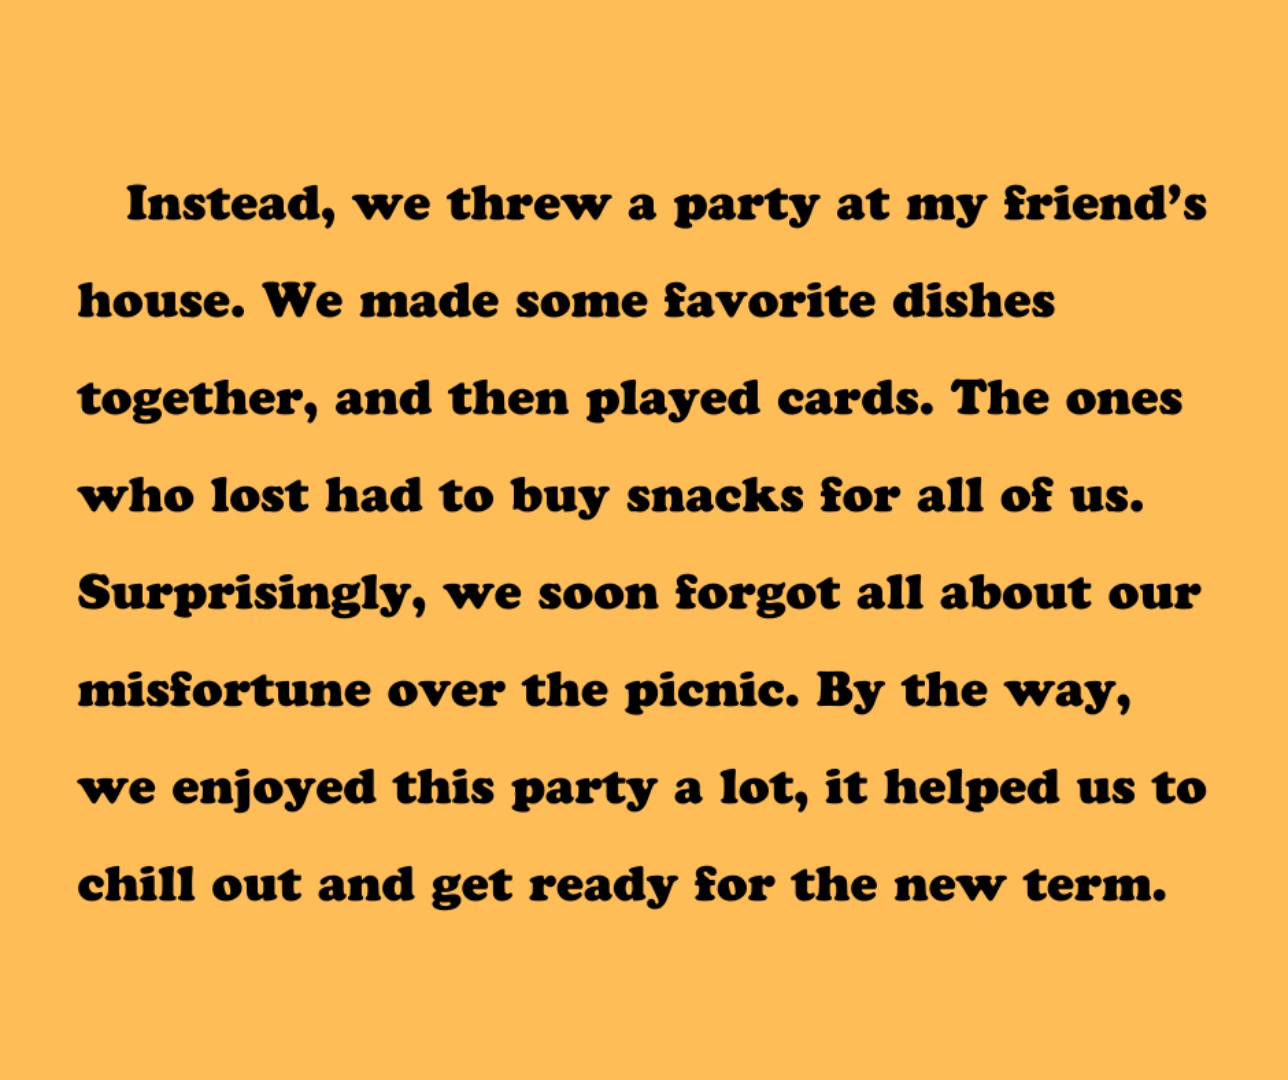 Instead, we threw a party at my friend’s
house. We made some favorite dishes
together, and then played cards. The ones
who lost had to buy snacks for all of us.
Surprisingly, we soon forgot all about our
misfortune over the picnic. By the way,
we enjoyed this party a lot, it helped us to
chill out and get ready for the new term.